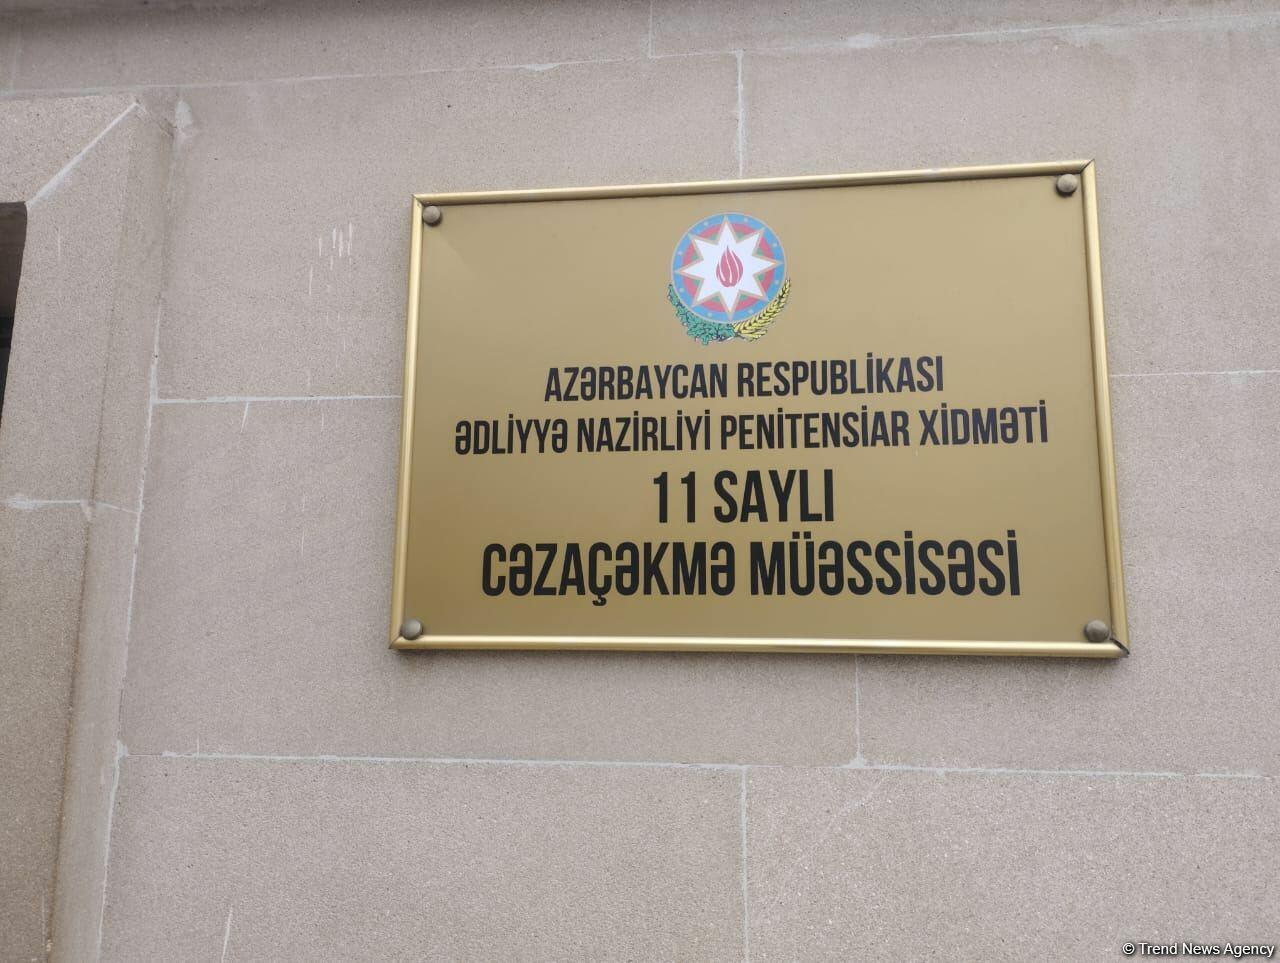 AZƏRBAYCAN RESPUBLİKASI
ƏDLİYYƏ NAZİRLİYİ PENİTENSİAR XİDMƏTİ
11 SAYLI
CƏZAÇƏKMƏ MÜƏSSİSƏSİ
© Trend News Agency